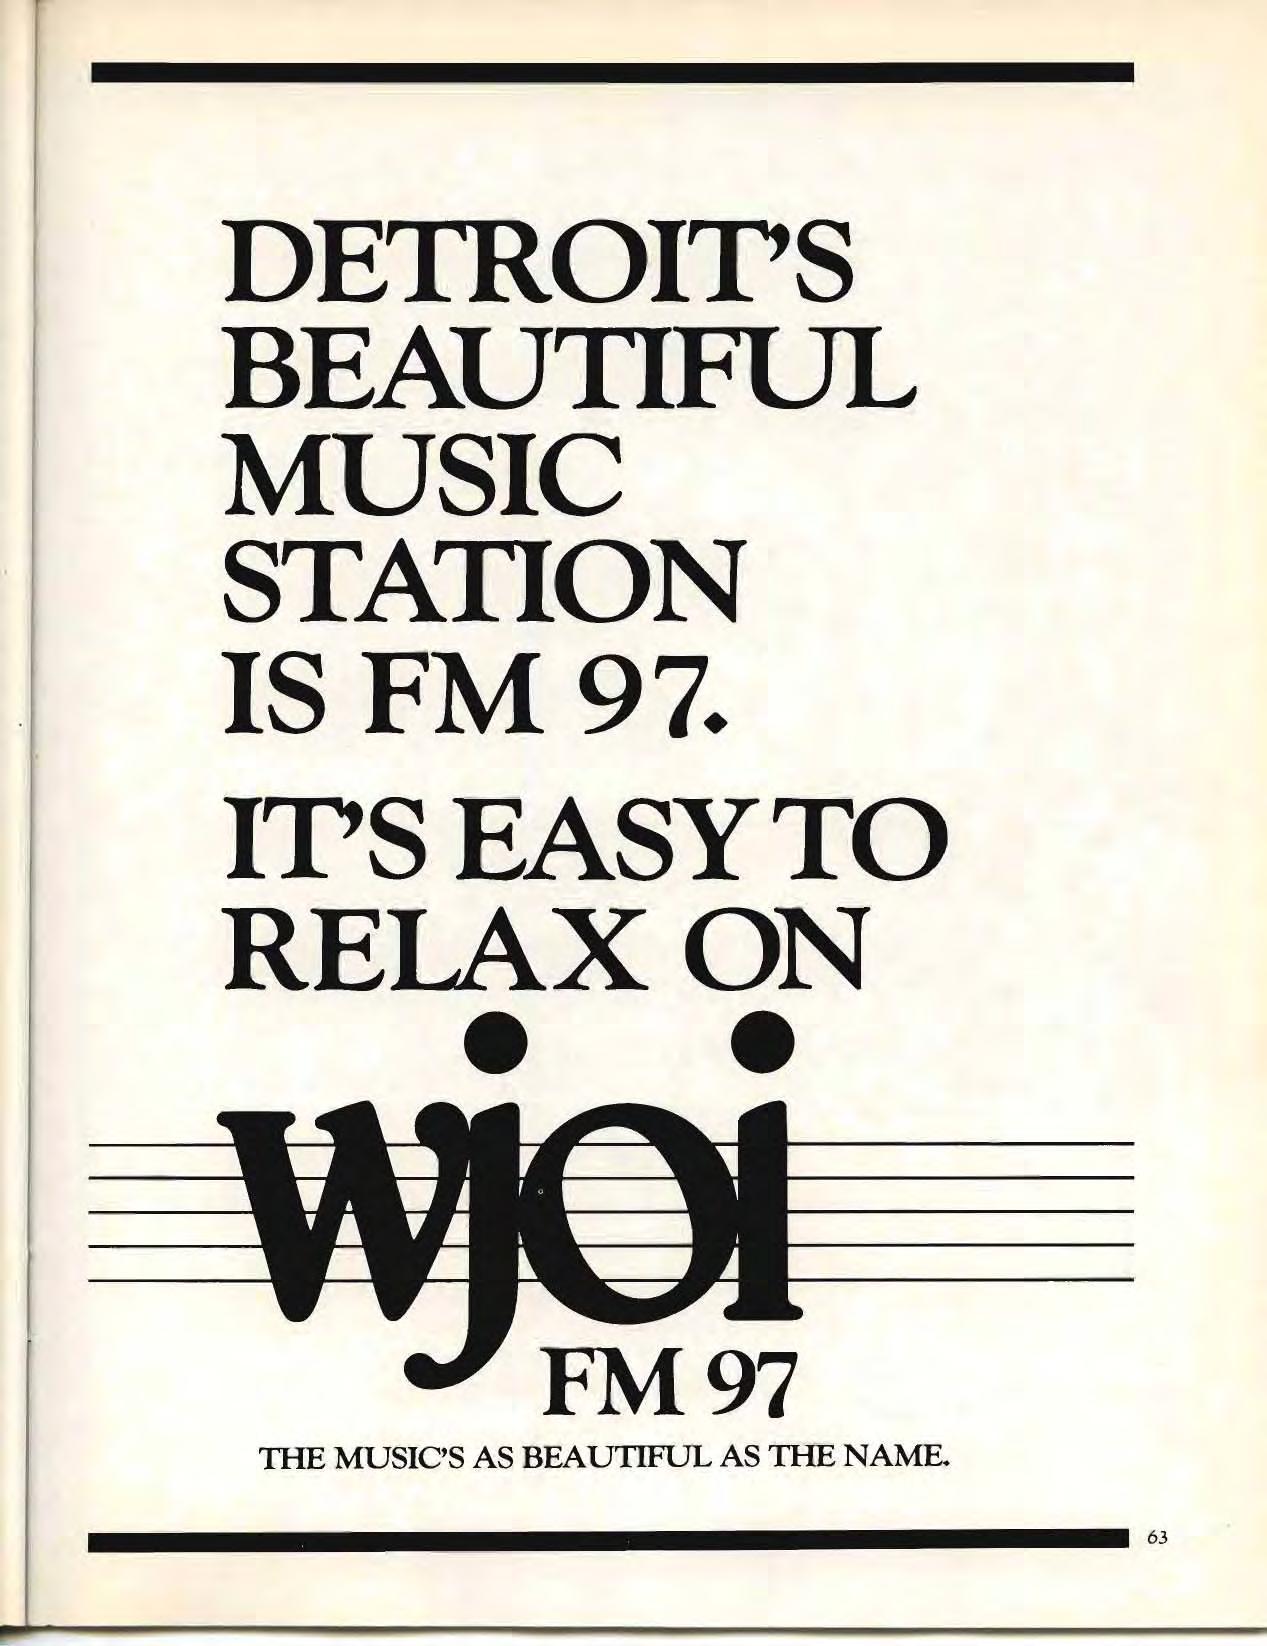 DETROIT'S
BEAUTIFUL
MUSIC
STATION
IS FM 97.
IT'S EASY TO
RELAX ON
wjoi
FM 97
THE MUSIC'S AS BEAUTIFUL AS THE NAME.
63